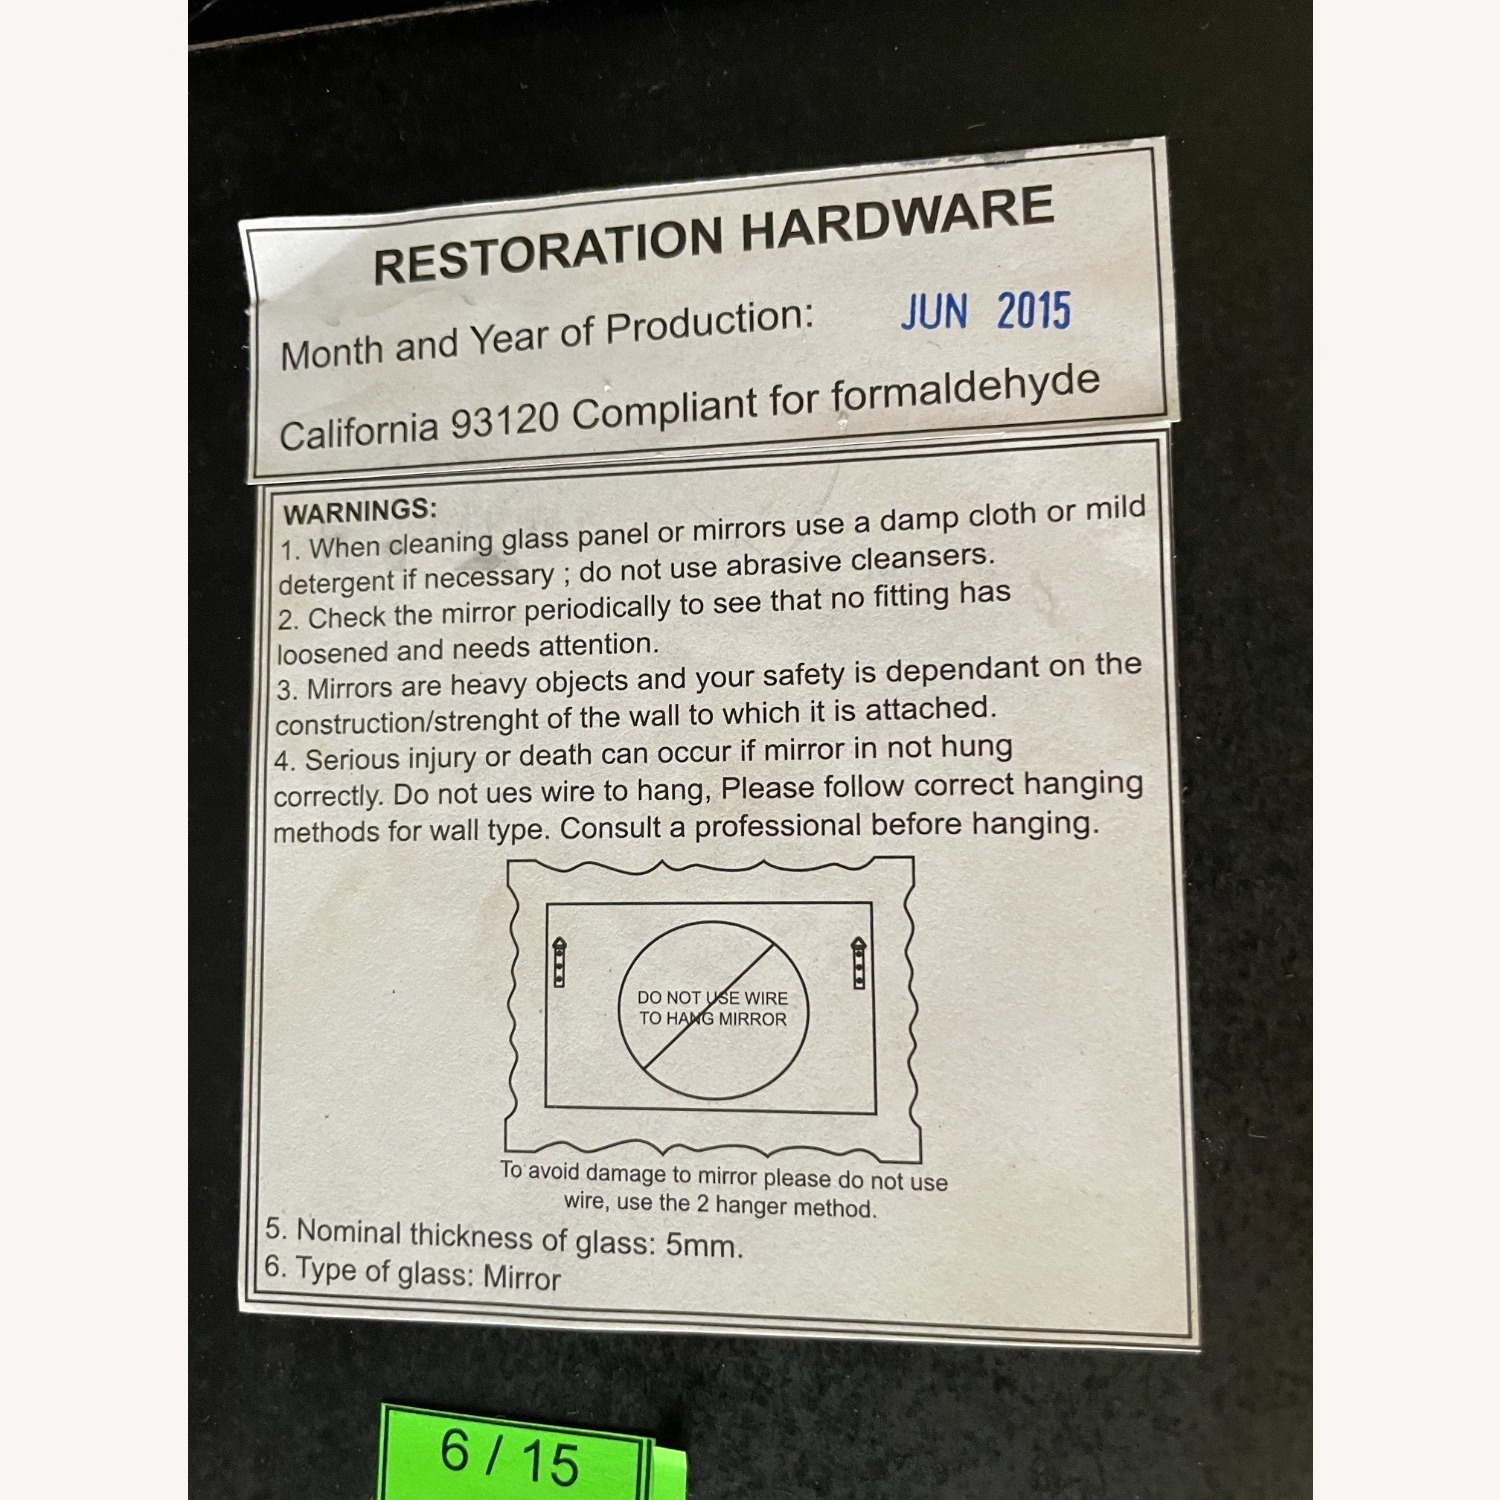 RESTORATION HARDWARE
Month and Year of Production: JUN 2015
California 93120 Compliant for formaldehyde
WARNINGS:
1. When cleaning glass panel or mirrors use a damp cloth or mild
detergent if necessary ; do not use abrasive cleansers.
2. Check the mirror periodically to see that no fitting has
loosened and needs attention.
3. Mirrors are heavy objects and your safety is dependant on the
construction/strenght of the wall to which it is attached.
4. Serious injury or death can occur if mirror in not hung
correctly. Do not ues wire to hang, Please follow correct hanging
methods for wall type. Consult a professional before hanging.
DO NOT USE WIRE
TO HANG MIRROR
To avoid damage to mirror please do not use
wire, use the 2 hanger method.
5. Nominal thickness of glass: 5mm.
6. Type of glass: Mirror
6 / 15